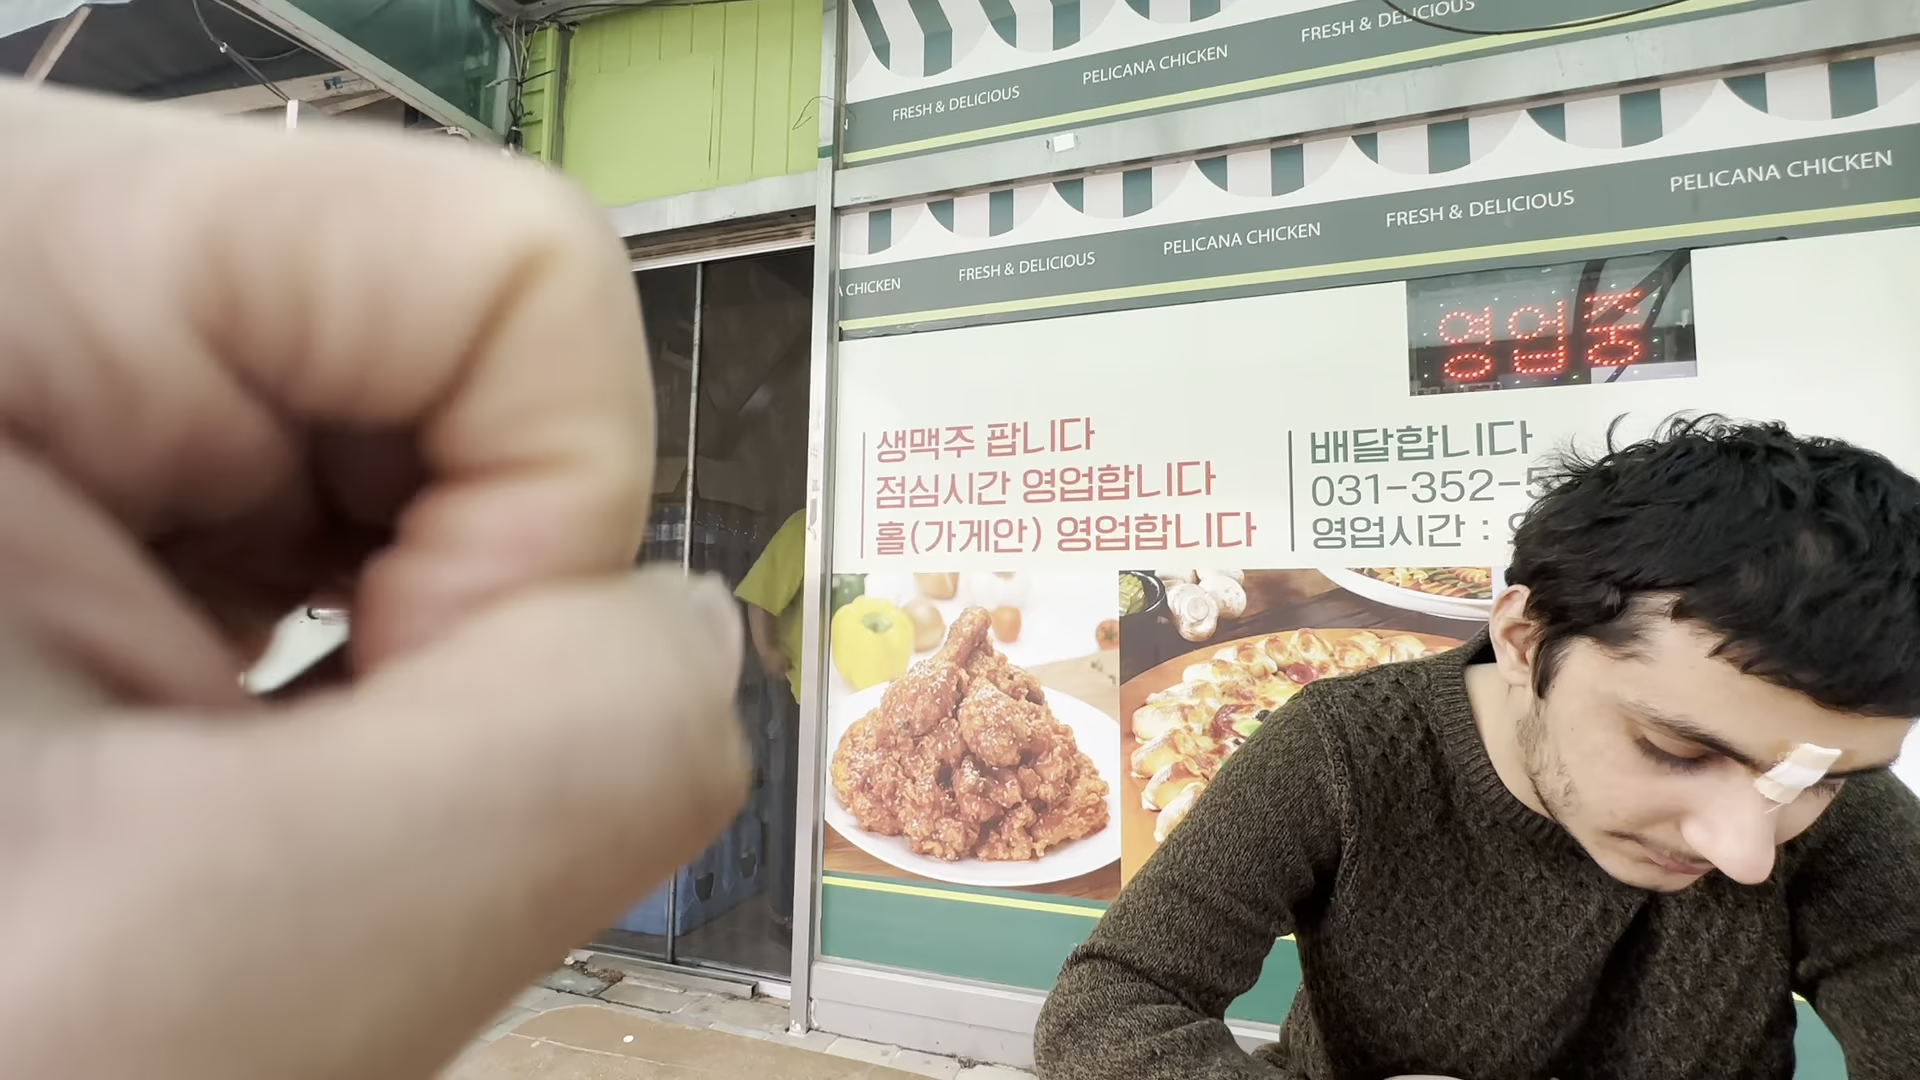 FRESH & DELICIOUS PELICANA CHICKEN FRESH & DELICIOUS
CHICKEN FRESH & DELICIOUS PELICANA CHICKEN FRESH & DELICIOUS PELICANA CHICKEN
영업중
생맥주 팝니다
점심시간 영업합니다
홀(가게안) 영업합니다
배달합니다
031-352-5
영업시간 :